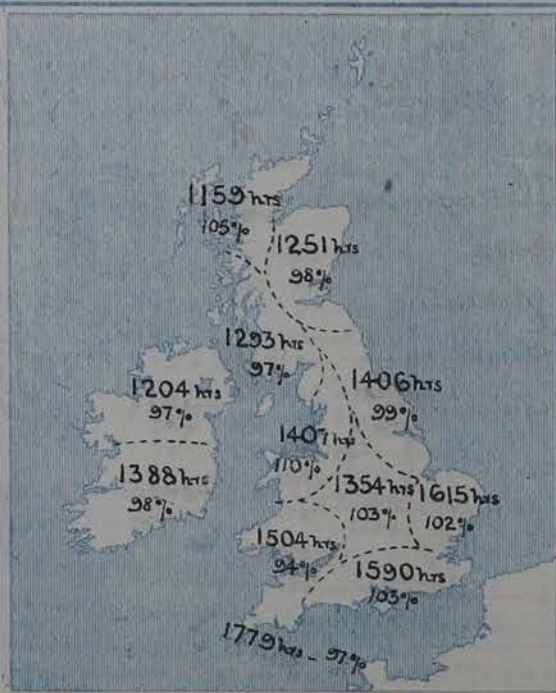 1159 hrs
105%
1251 hrs
98%
1293 hrs
97%
1204 hrs
97%
1406 hrs
99%
1407 hrs
110%
1388 hrs
98%
1354 hrs
103%
1615 hrs
102%
1504 hrs
94%
1590 hrs
103%
1779 hrs - 97%